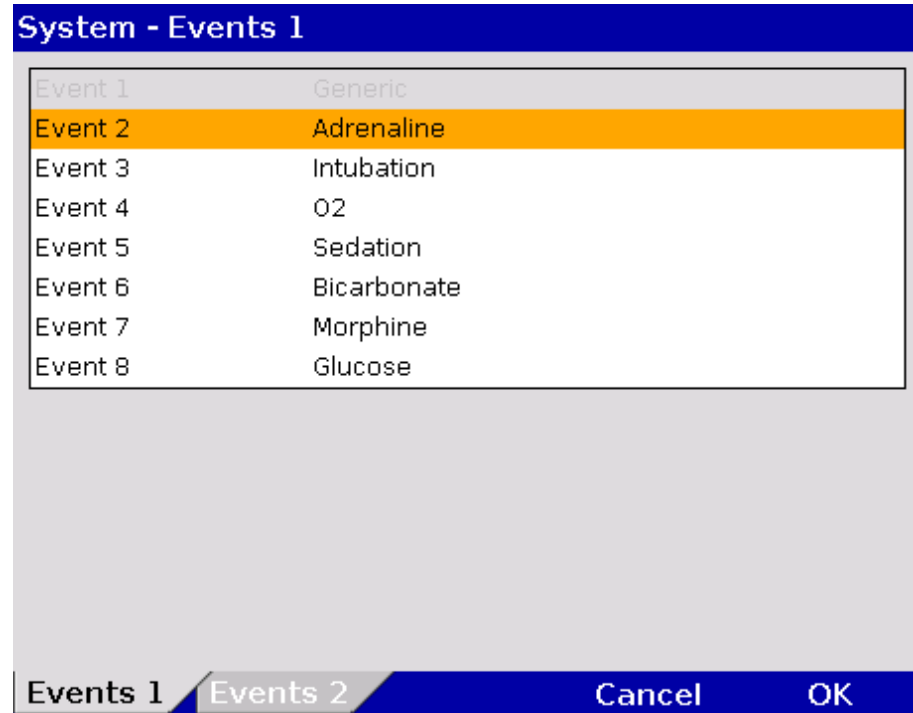 System - Events 1
Event 1 Generic
Event 2 Adrenaline
Event 3 Intubation
Event 4 O2
Event 5 Sedation
Event 6 Bicarbonate
Event 7 Morphine
Event 8 Glucose
Events 1 Events 2 Cancel OK